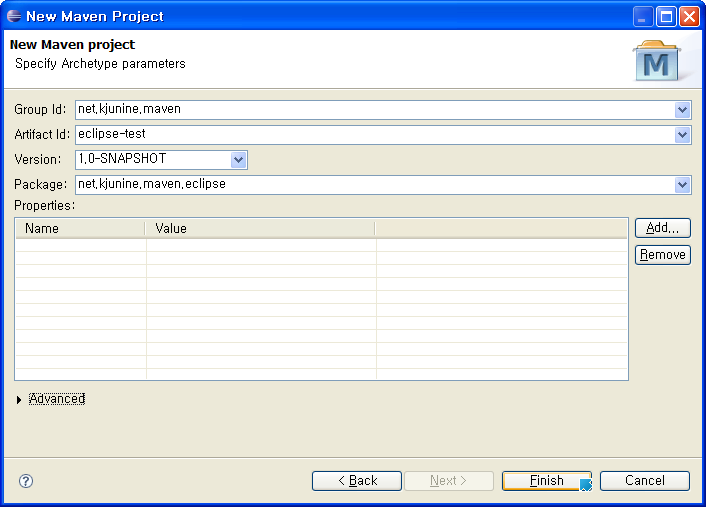 New Maven Project
New Maven project
Specify Archetype parameters
M
Group Id: net.kjunine.maven
Artifact Id: eclipse-test
Version: 1.0-SNAPSHOT
Package: net.kjunine.maven.eclipse
Properties:
Name Value
Add...
Remove
Advanced
? < Back Next > Finish Cancel